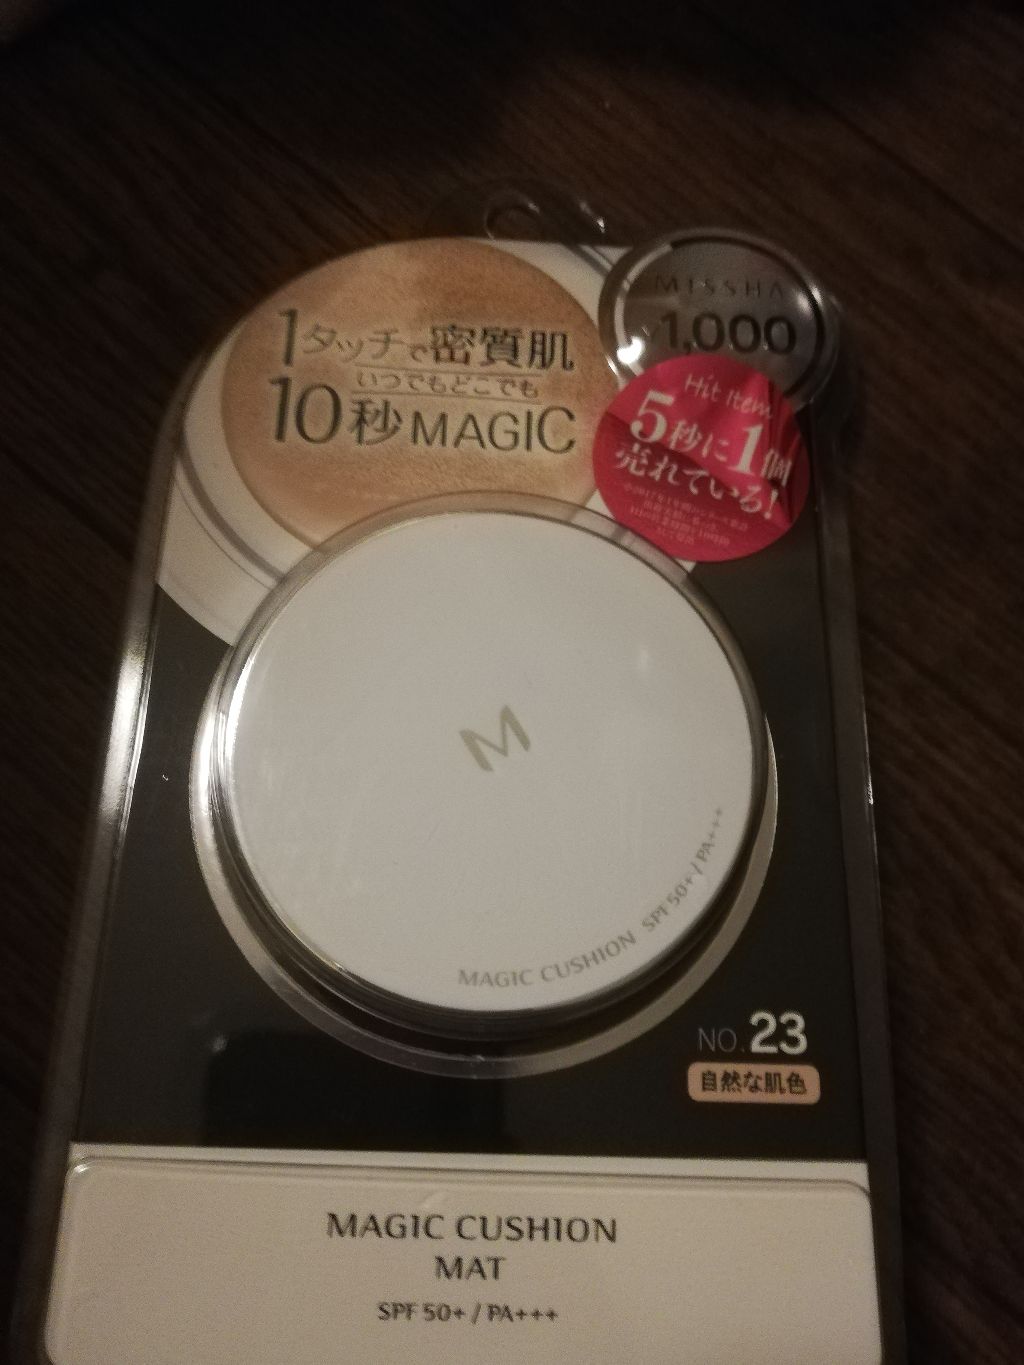 MISSHA
¥1,000
1タッチで密質肌
いつでもどこでも
10秒MAGIC
Hit Item
5秒に1個
売れている!
M
MAGIC CUSHION SPF 50+ / PA+++
NO.23
自然な肌色
MAGIC CUSHION
MAT
SPF 50+ / PA+++